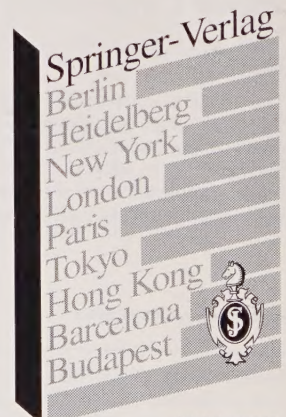 Springer-Verlag
Berlin
Heidelberg
New York
London
Paris
Tokyo
Hong Kong
Barcelona
Budapest